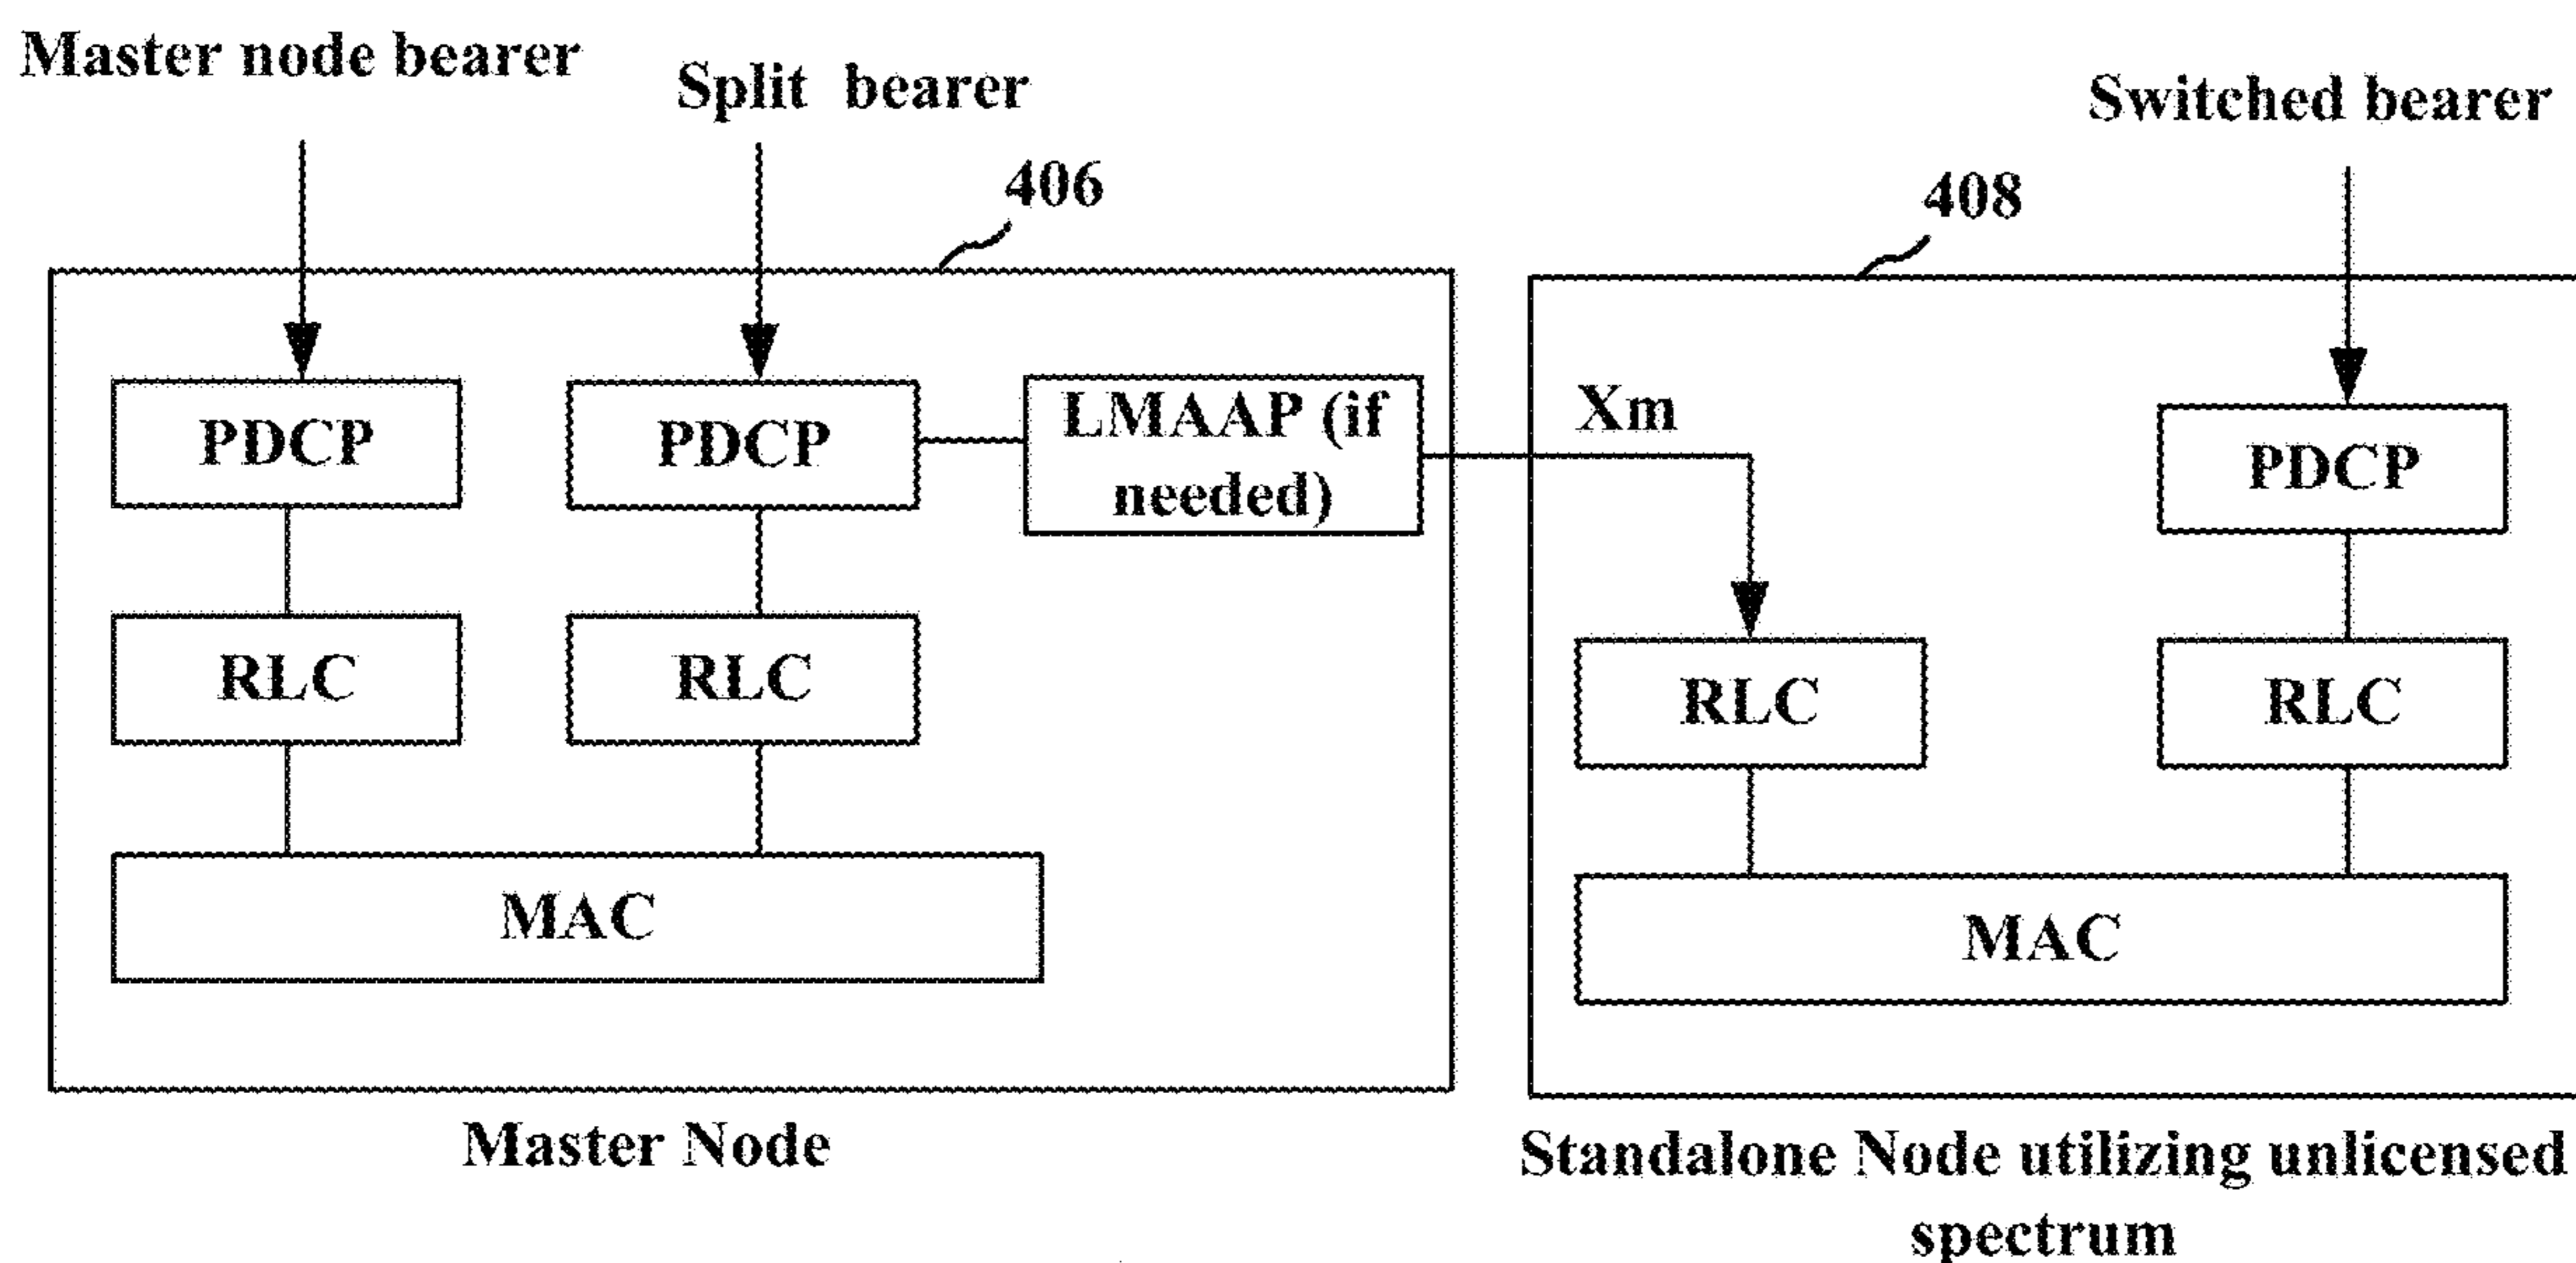 Master node bearer
Split bearer
Switched bearer
406
408
PDCP
PDCP
LMAAP (if
needed)
Xm
PDCP
RLC
RLC
RLC
RLC
MAC
MAC
Master Node
Standalone Node utilizing unlicensed
spectrum